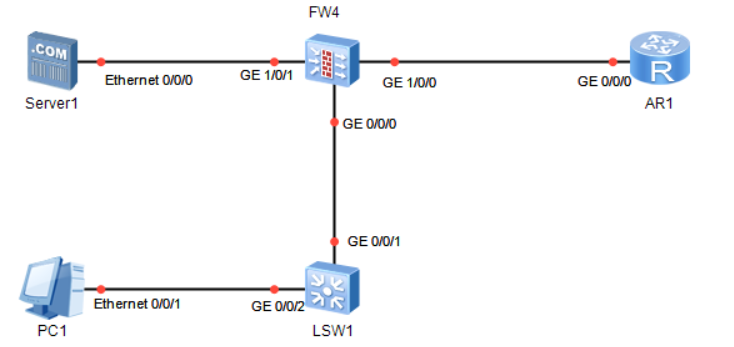 FW4
.COM
Ethernet 0/0/0
GE 1/0/1
GE 1/0/0
GE 0/0/0
R
Server1
AR1
GE 0/0/0
GE 0/0/1
Ethernet 0/0/1
GE 0/0/2
PC1
LSW1